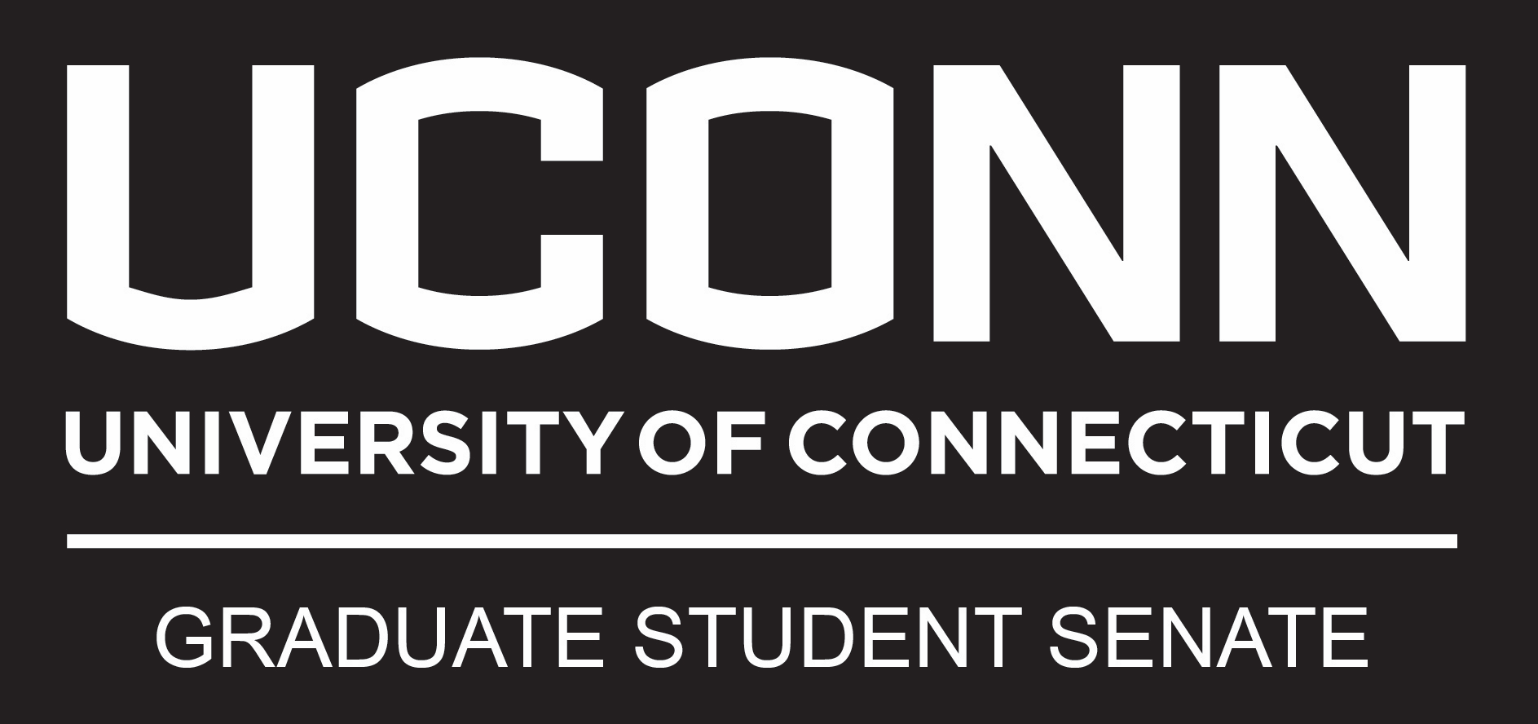 UCONN
UNIVERSITY OF CONNECTICUT
GRADUATE STUDENT SENATE